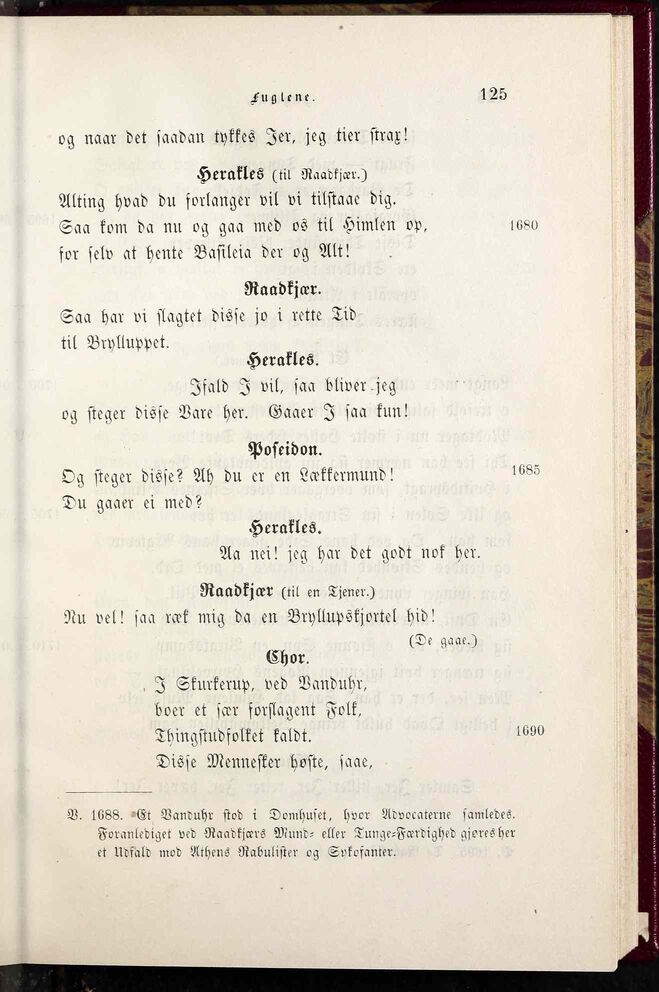 Fuglene. 125
og naar det saadan tykkes Jer, jeg tier strax!
Herakles (til Raadkjær.)
Alting hvad du forlanger vil vi tilstaae dig.
Saa kom da nu og gaa med os til Himlen op, 1680
for selv at hente Basileia der og Alt!
Raadkjær.
Saa har vi slagtet disse jo i rette Tid
til Brylluppet.
Herakles.
Ifald I vil, saa bliver jeg
og steger disse Vare her. Gaaer I saa kun!
Poseidon.
Og steger disse? Ah du er en Lækkermund! 1685
Du gaaer ei med?
Herakles.
Aa nei! jeg har det godt nok her.
Raadkjær (til en Tjener.)
Nu vel! saa ræk mig da en Bryllupskjortel hid!
(De gaae.)
Chor.
I Skurkerup, ved Vanduhr,
boer et sær forslagent Folk,
Thingstudfolket kaldt. 1690
Disse Mennesker høste, saae,
V. 1688. Et Vanduhr stod i Domhuset, hvor Advocaterne samledes.
Foranlediget ved Raadkjærs Mund- eller Tunge-Færdighed gjøres her
et Udfald mod Athens Rabulister og Sykofanter.